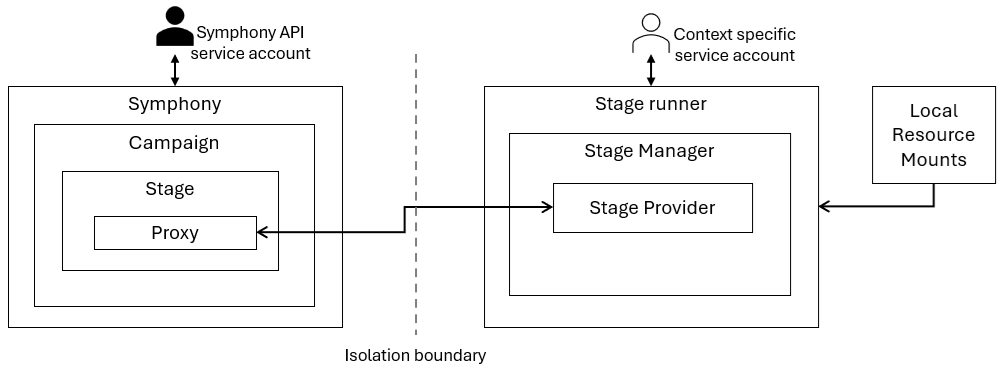 Symphony API
service account
Context specific
service account
Symphony
Campaign
Stage
Proxy
Stage runner
Stage Manager
Stage Provider
Local
Resource
Mounts
Isolation boundary